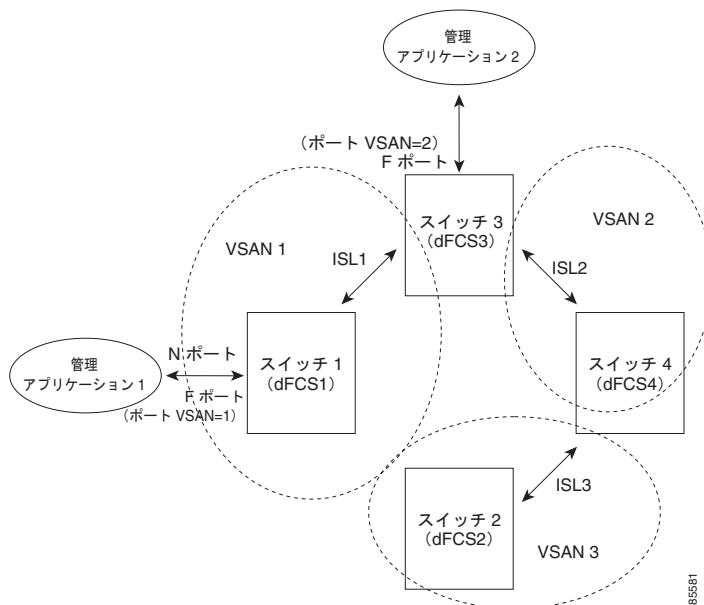 管理
アプリケーション 2
（ポート VSAN=2）
F ポート
スイッチ 3
（dFCS3）
VSAN 2
VSAN 1
ISL1
ISL2
管理
アプリケーション 1
N ポート
F ポート
（ポート VSAN=1）
スイッチ 1
（dFCS1）
スイッチ 4
（dFCS4）
スイッチ 2
（dFCS2）
ISL3
VSAN 3
85581